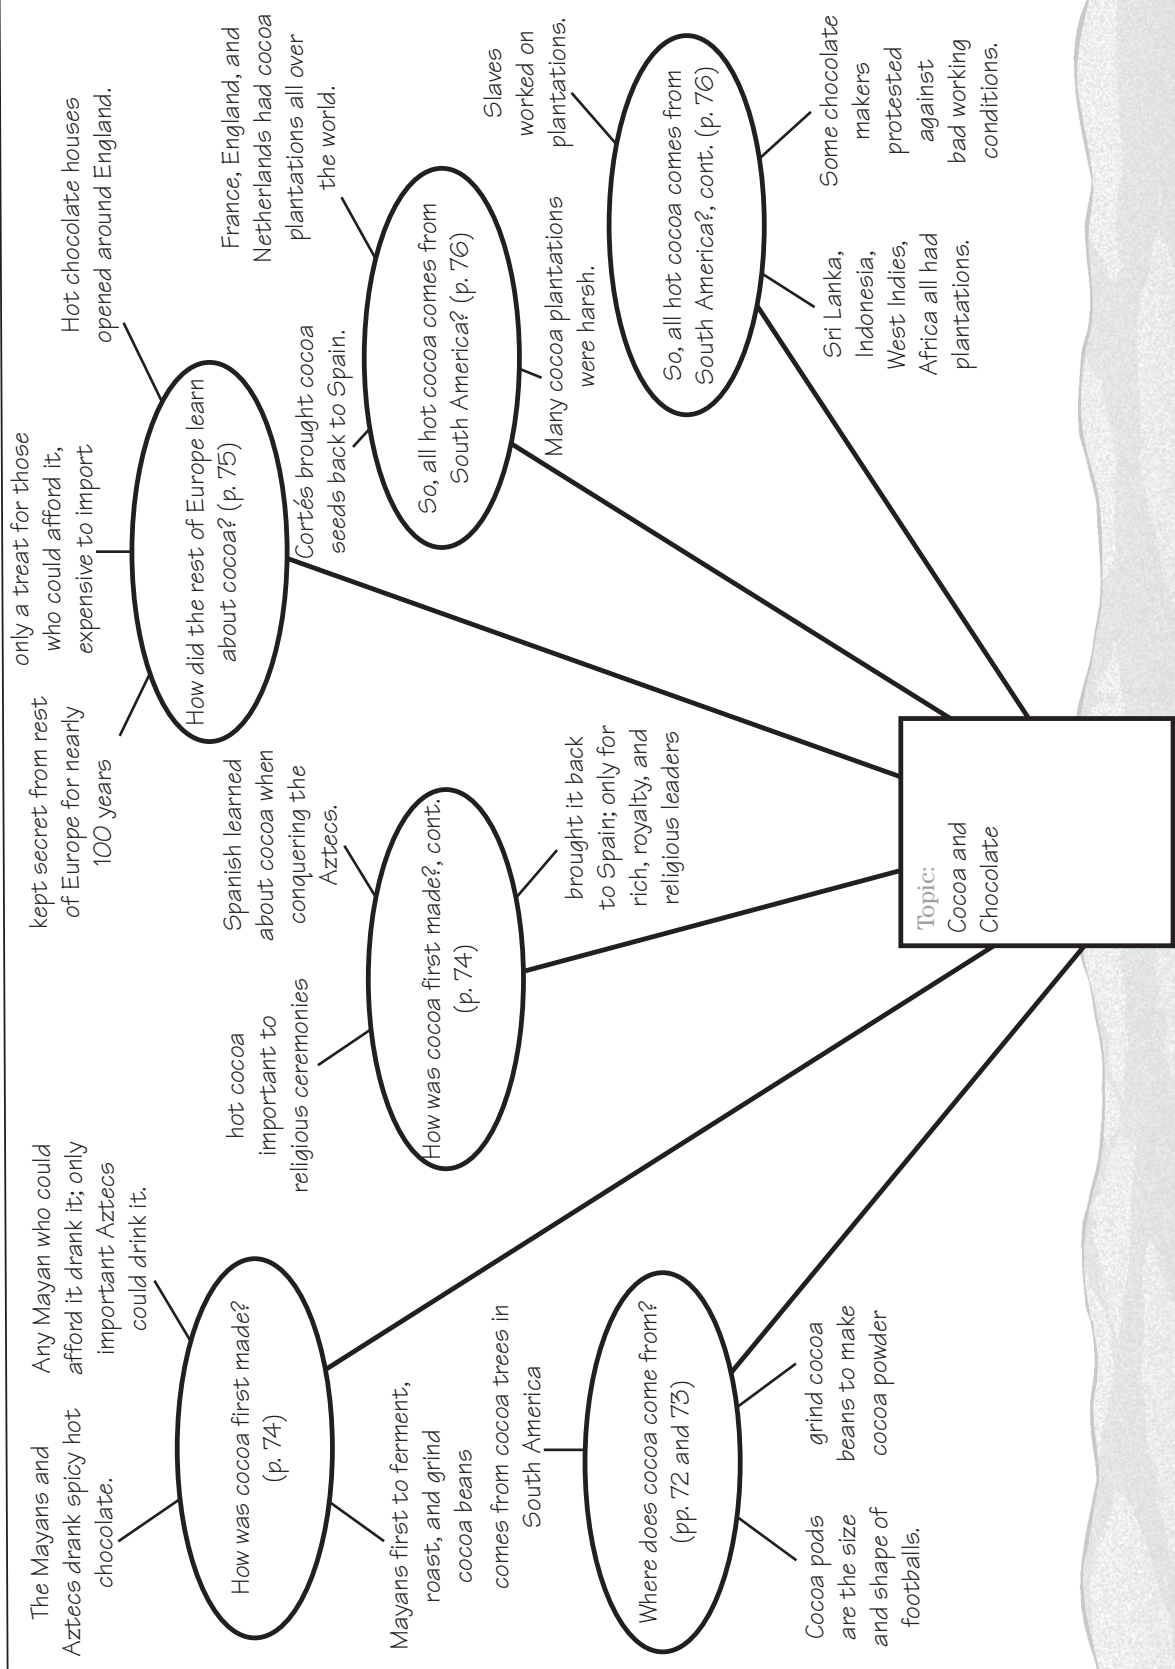 The Mayans and
Aztecs drank spicy hot
chocolate.
Any Mayan who could
afford it drank it; only
important Aztecs
could drink it.
How was cocoa first made?
(p. 74)
Mayans first to ferment,
roast, and grind
cocoa beans
comes from cocoa trees in
South America
Where does cocoa come from?
(pp. 72 and 73)
Cocoa pods
are the size
and shape of
footballs.
grind cocoa
beans to make
cocoa powder
hot cocoa
important to
religious ceremonies
Spanish learned
about cocoa when
conquering the
Aztecs.
How was cocoa first made?, cont.
(p. 74)
brought it back
to Spain; only for
rich, royalty, and
religious leaders
kept secret from rest
of Europe for nearly
100 years
only a treat for those
who could afford it,
expensive to import
Hot chocolate houses
opened around England.
How did the rest of Europe learn
about cocoa? (p. 75)
Cortés brought cocoa
seeds back to Spain.
France, England, and
Netherlands had cocoa
plantations all over
the world.
So, all hot cocoa comes from
South America? (p. 76)
Many cocoa plantations
were harsh.
Slaves
worked on
plantations.
So, all hot cocoa comes from
South America?, cont. (p. 76)
Sri Lanka,
Indonesia,
West Indies,
Africa all had
plantations.
Some chocolate
makers
protested
against
bad working
conditions.
Topic:
Cocoa and
Chocolate